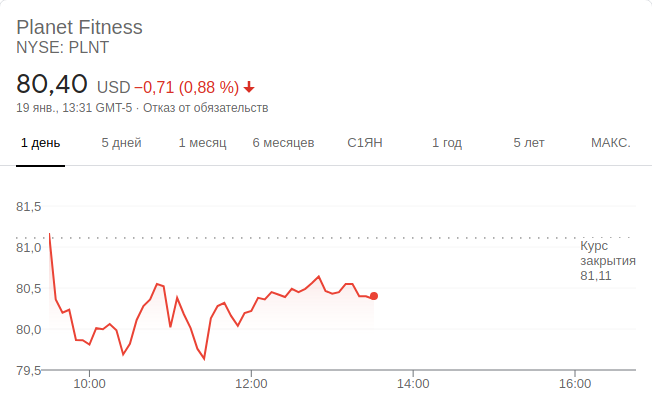 Planet Fitness
NYSE: PLNT
80,40 USD −0,71 (0,88 %)
19 янв., 13:31 GMT-5 · Отказ от обязательств
1 день 5 дней 1 месяц 6 месяцев С1ЯН 1 год 5 лет МАКС.
81,5
81,0
80,5
80,0
79,5
Курс
закрытия
81,11
10:00 12:00 14:00 16:00